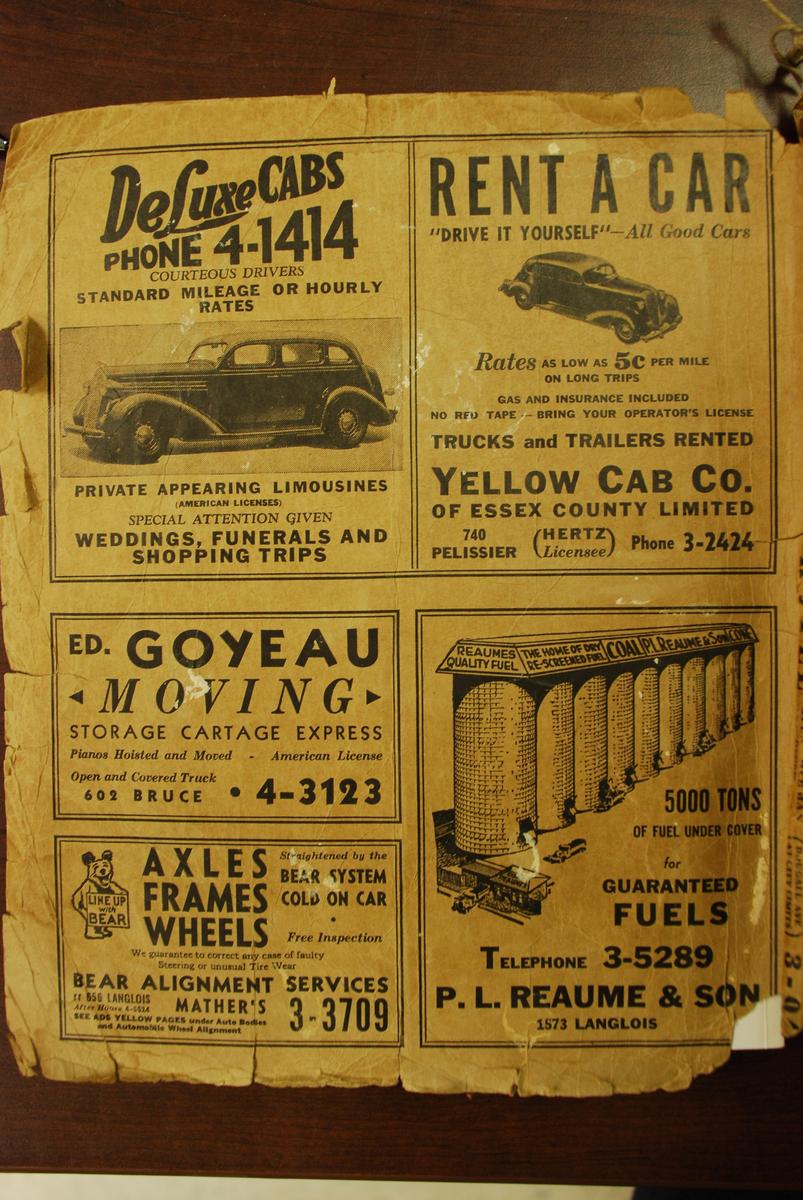 DeLuxe CABS
PHONE 4-1414
COURTEOUS DRIVERS
STANDARD MILEAGE OR HOURLY
RATES
PRIVATE APPEARING LIMOUSINES
(AMERICAN LICENSES)
SPECIAL ATTENTION GIVEN
WEDDINGS, FUNERALS AND
SHOPPING TRIPS
RENT A CAR
"DRIVE IT YOURSELF"—All Good Cars
Rates AS LOW AS 5c PER MILE
ON LONG TRIPS
GAS AND INSURANCE INCLUDED
NO RED TAPE -- BRING YOUR OPERATOR'S LICENSE
TRUCKS and TRAILERS RENTED
YELLOW CAB CO.
OF ESSEX COUNTY LIMITED
740
PELISSIER
(HERTZ
Licensee)
Phone 3-2424
ED. GOYEAU
MOVING
STORAGE CARTAGE EXPRESS
Pianos Hoisted and Moved - American License
Open and Covered Truck
602 BRUCE • 4-3123
REAUMES
QUALITY FUEL
THE HOME OF DRY
RE-SCREENED FUEL
COAL
P.L. REAUME & SON
COKE
5000 TONS
OF FUEL UNDER COVER
for
GUARANTEED
FUELS
TELEPHONE 3-5289
P. L. REAUME & SON
1573 LANGLOIS
LINE UP
with
BEAR
AXLES
FRAMES
WHEELS
Straightened by the
BEAR SYSTEM
COLD ON CAR
•
Free Inspection
We guarantee to correct any case of faulty
Steering or unusual Tire Wear
BEAR ALIGNMENT SERVICES
656 LANGLOIS
After Hours
MATHER'S
3-3709
SEE ADS YELLOW PAGES under Auto Bodies
and Automobile Wheel Alignment